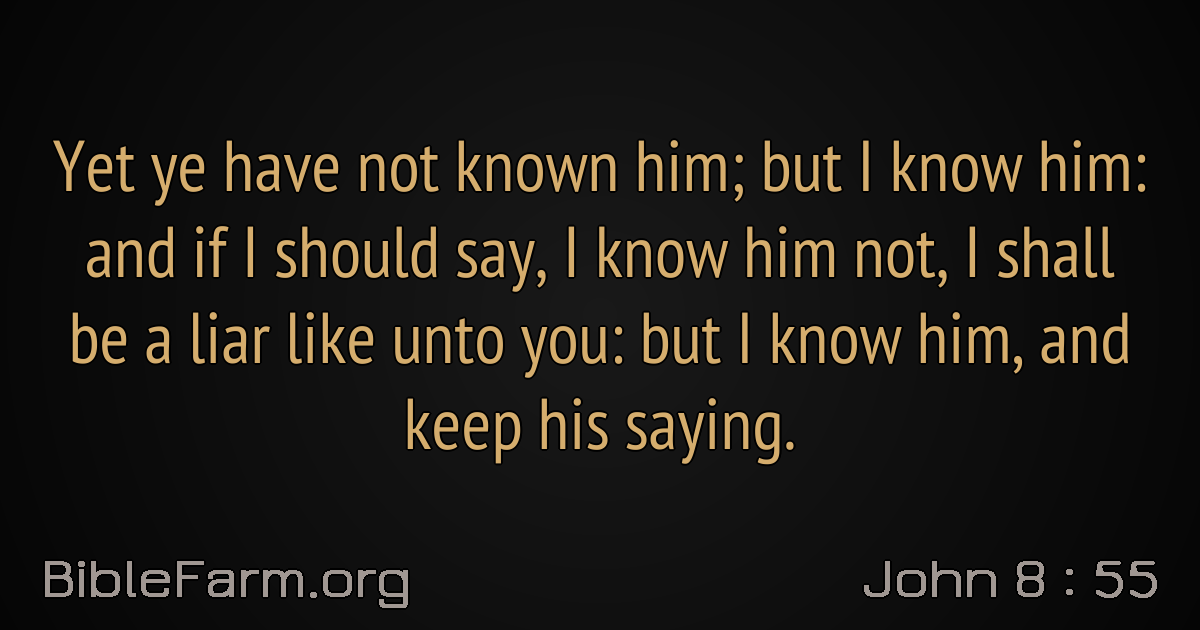 Yet ye have not known him; but I know him:
and if I should say, I know him not, I shall
be a liar like unto you: but I know him, and
keep his saying.
BibleFarm.org
John 8 : 55